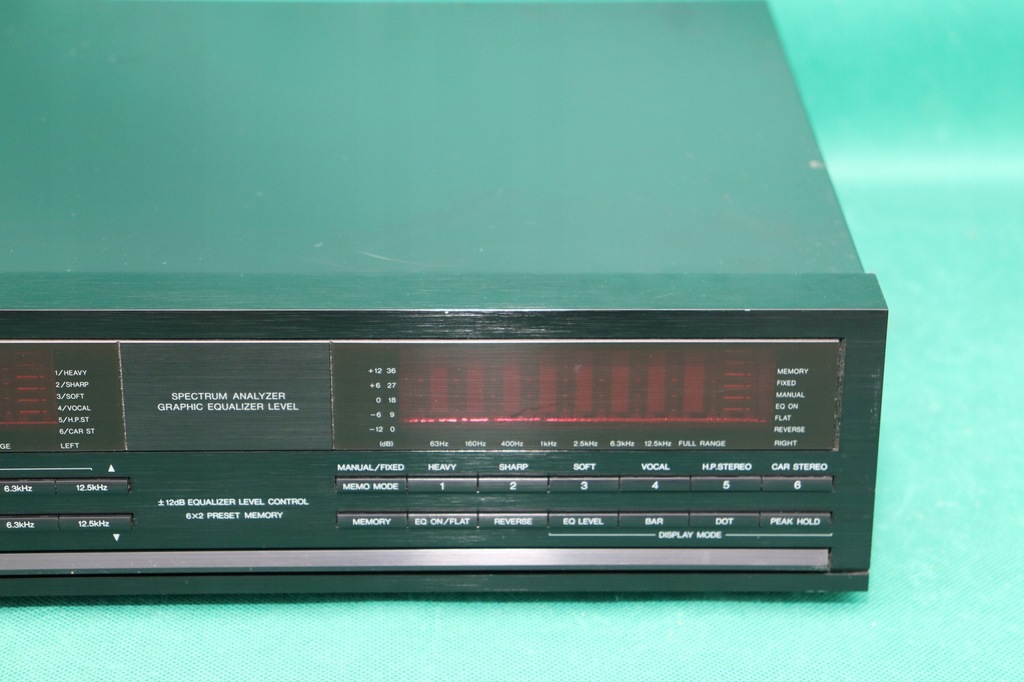 1/HEAVY
2/SHARP
3/SOFT
4/VOCAL
5/H.P.ST
6/CAR ST
GE LEFT
SPECTRUM ANALYZER
GRAPHIC EQUALIZER LEVEL
+12 36
+6 27
0 18
-6 9
-12 0
(dB) 63Hz 160Hz 400Hz 1kHz 2.5kHz 6.3kHz 12.5kHz FULL RANGE
MEMORY
FIXED
MANUAL
EQ ON
FLAT
REVERSE
RIGHT
▲
6.3kHz 12.5kHz
6.3kHz 12.5kHz
▼
±12dB EQUALIZER LEVEL CONTROL
6×2 PRESET MEMORY
MANUAL/FIXED HEAVY SHARP SOFT VOCAL H.P.STEREO CAR STEREO
MEMO MODE 1 2 3 4 5 6
MEMORY EQ ON/FLAT REVERSE EQ LEVEL BAR DOT PEAK HOLD
DISPLAY MODE